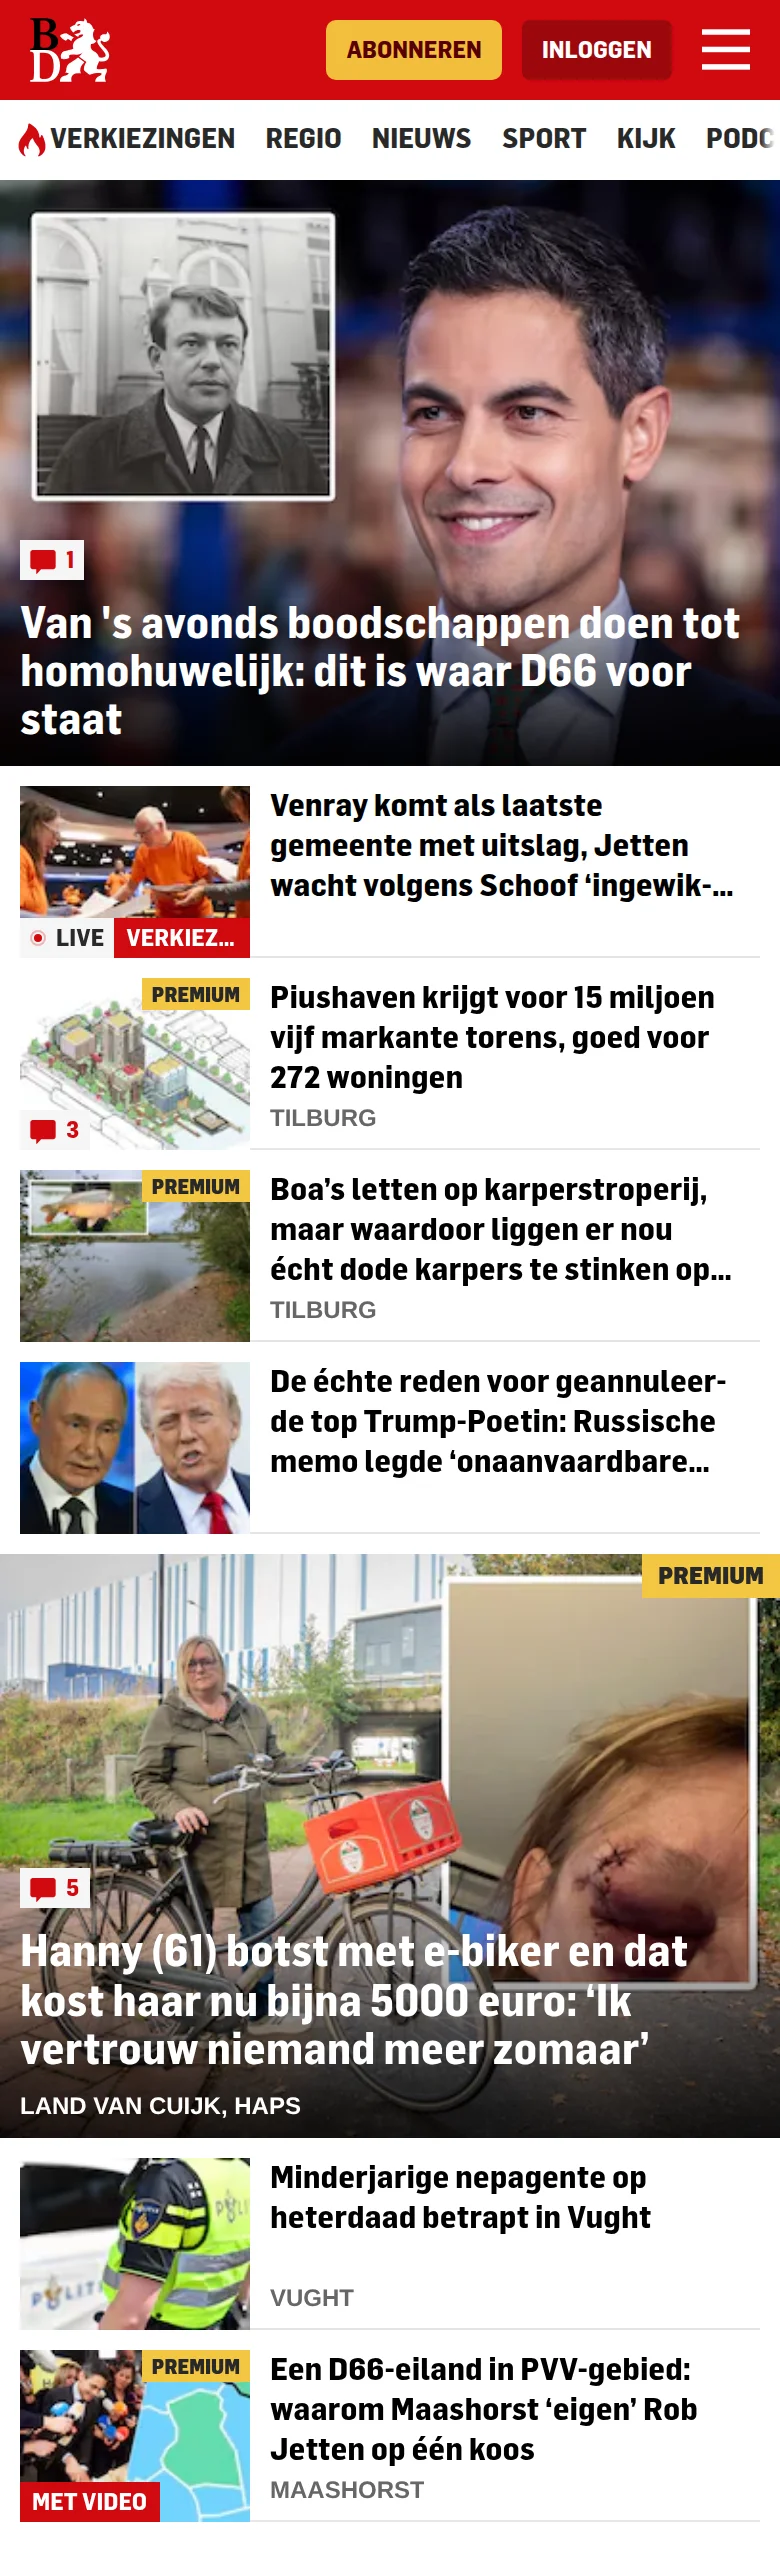 BD
ABONNEREN
INLOGGEN
VERKIEZINGEN REGIO NIEUWS SPORT KIJK PODC
1
Van 's avonds boodschappen doen tot
homohuwelijk: dit is waar D66 voor
staat
Venray komt als laatste
gemeente met uitslag, Jetten
wacht volgens Schoof ‘ingewik-...
LIVE VERKIEZ...
PREMIUM
Piushaven krijgt voor 15 miljoen
vijf markante torens, goed voor
272 woningen
TILBURG
3
PREMIUM
Boa’s letten op karperstroperij,
maar waardoor liggen er nou
écht dode karpers te stinken op...
TILBURG
De échte reden voor geannuleer-
de top Trump-Poetin: Russische
memo legde ‘onaanvaardbare...
PREMIUM
5
Hanny (61) botst met e-biker en dat
kost haar nu bijna 5000 euro: ‘Ik
vertrouw niemand meer zomaar’
LAND VAN CUIJK, HAPS
Minderjarige nepagente op
heterdaad betrapt in Vught
VUGHT
POLITI
PREMIUM
Een D66-eiland in PVV-gebied:
waarom Maashorst ‘eigen’ Rob
Jetten op één koos
MAASHORST
MET VIDEO